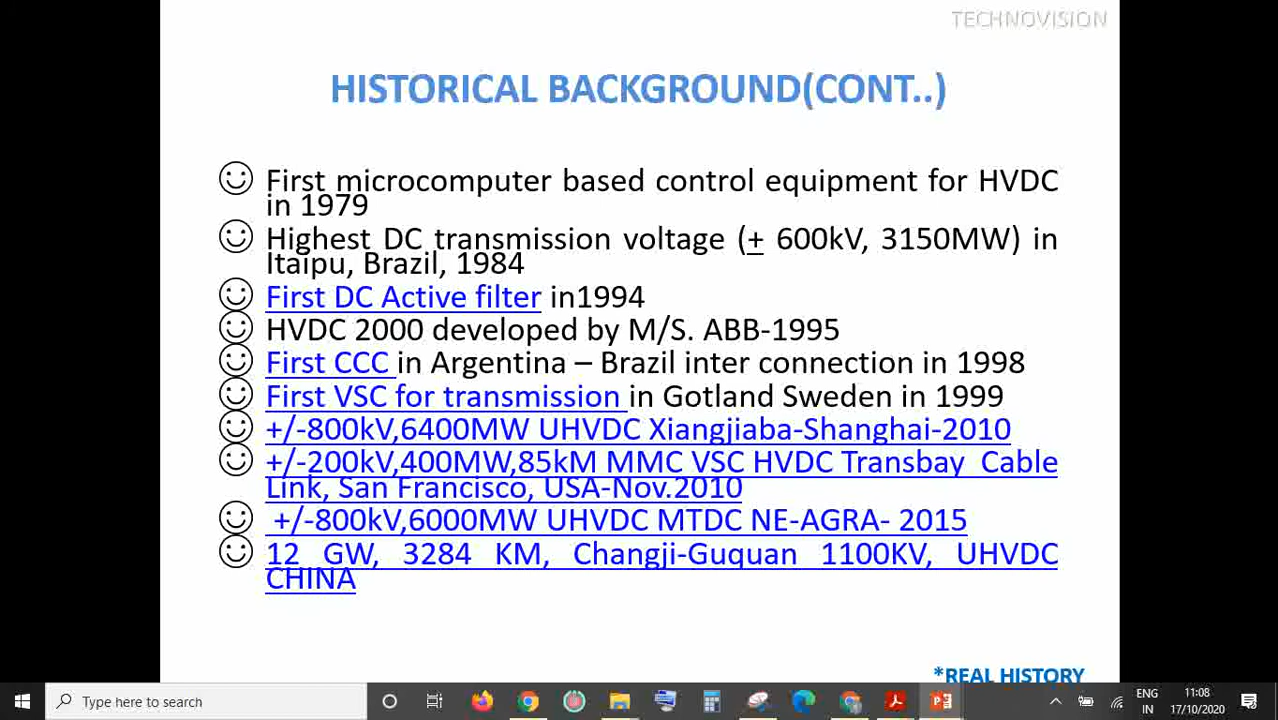 TECHNOVISION
HISTORICAL BACKGROUND(CONT..)
First microcomputer based control equipment for HVDC
in 1979
Highest DC transmission voltage (+ 600kV, 3150MW) in
Itaipu, Brazil, 1984
First DC Active filter in1994
HVDC 2000 developed by M/S. ABB-1995
First CCC in Argentina – Brazil inter connection in 1998
First VSC for transmission in Gotland Sweden in 1999
+/-800kV,6400MW UHVDC Xiangjiaba-Shanghai-2010
+/-200kV,400MW,85kM MMC VSC HVDC Transbay Cable
Link, San Francisco, USA-Nov.2010
+/-800kV,6000MW UHVDC MTDC NE-AGRA- 2015
12 GW, 3284 KM, Changji-Guquan 1100KV, UHVDC
CHINA
*REAL HISTORY
Type here to search
ENG
IN
11:08
17/10/2020